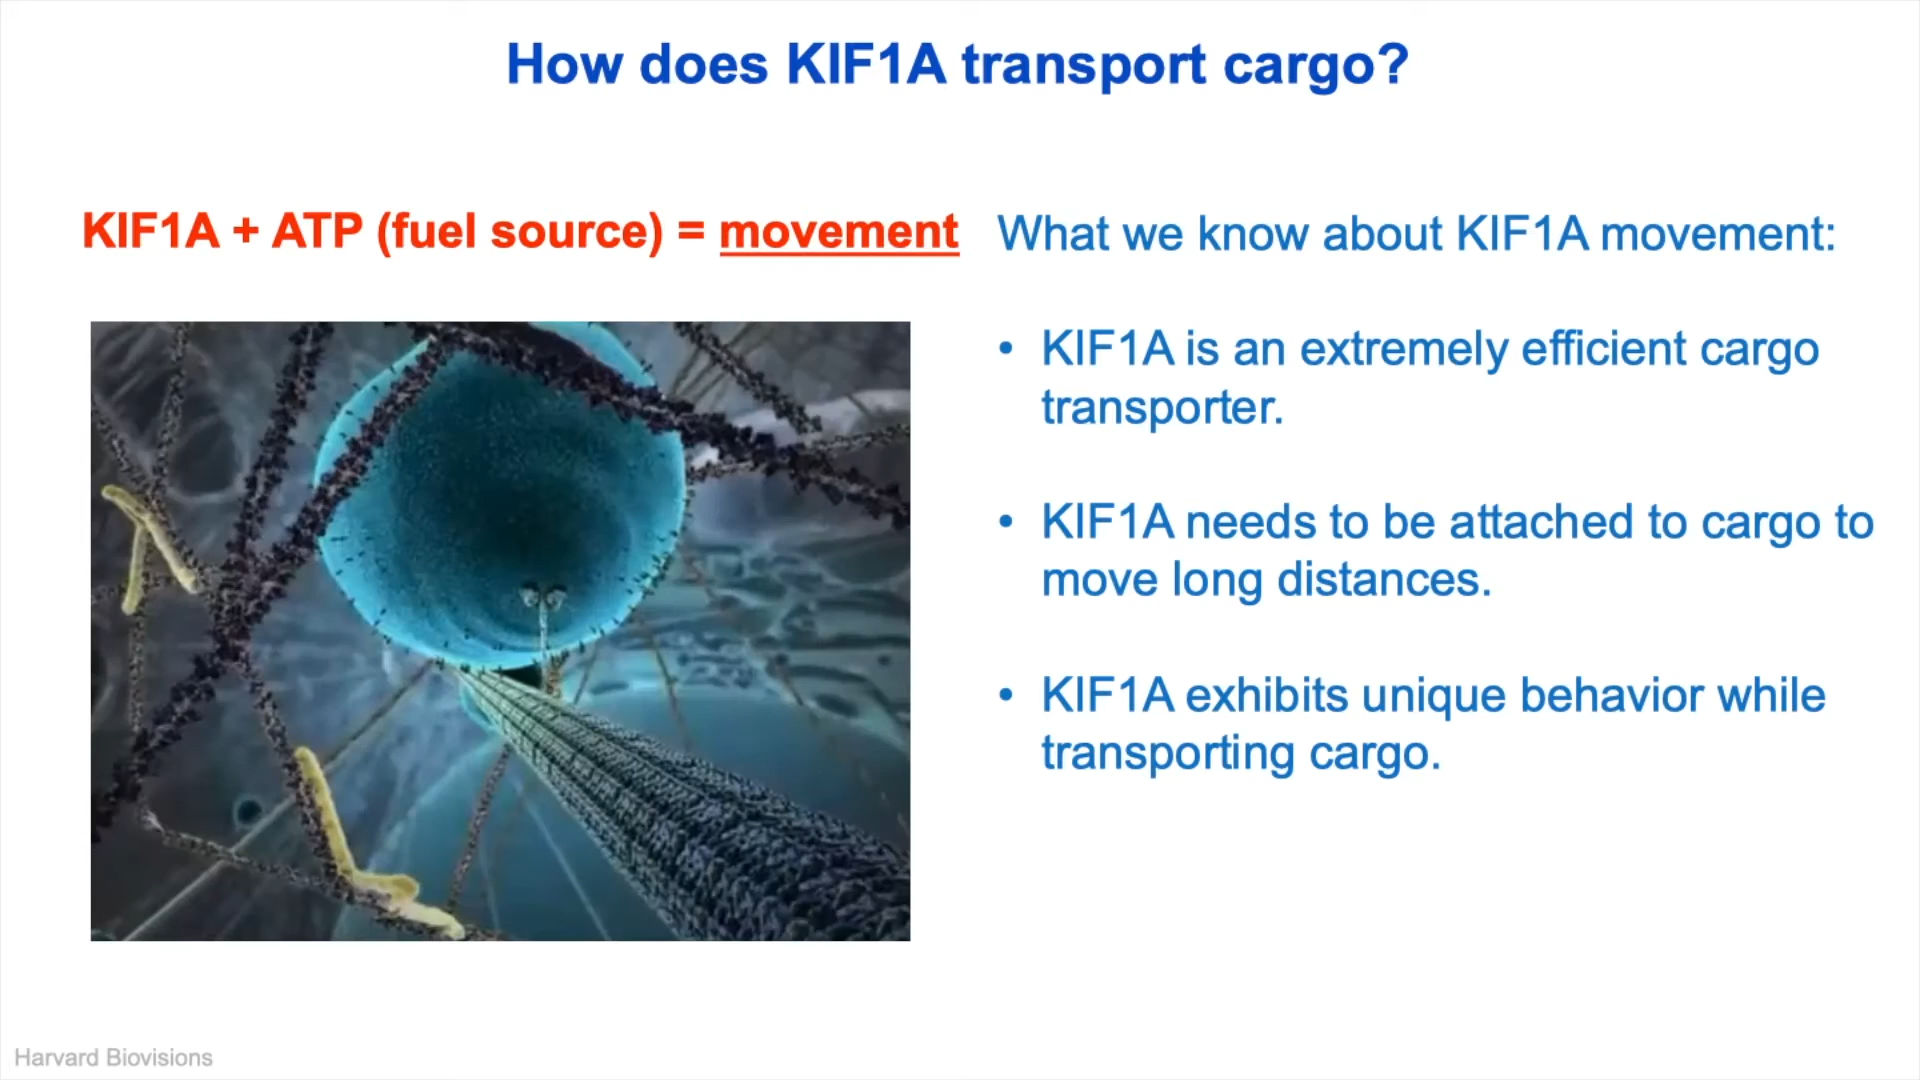 How does KIF1A transport cargo?
KIF1A + ATP (fuel source) = movement
What we know about KIF1A movement:
• KIF1A is an extremely efficient cargo
transporter.
• KIF1A needs to be attached to cargo to
move long distances.
• KIF1A exhibits unique behavior while
transporting cargo.
Harvard Biovisions